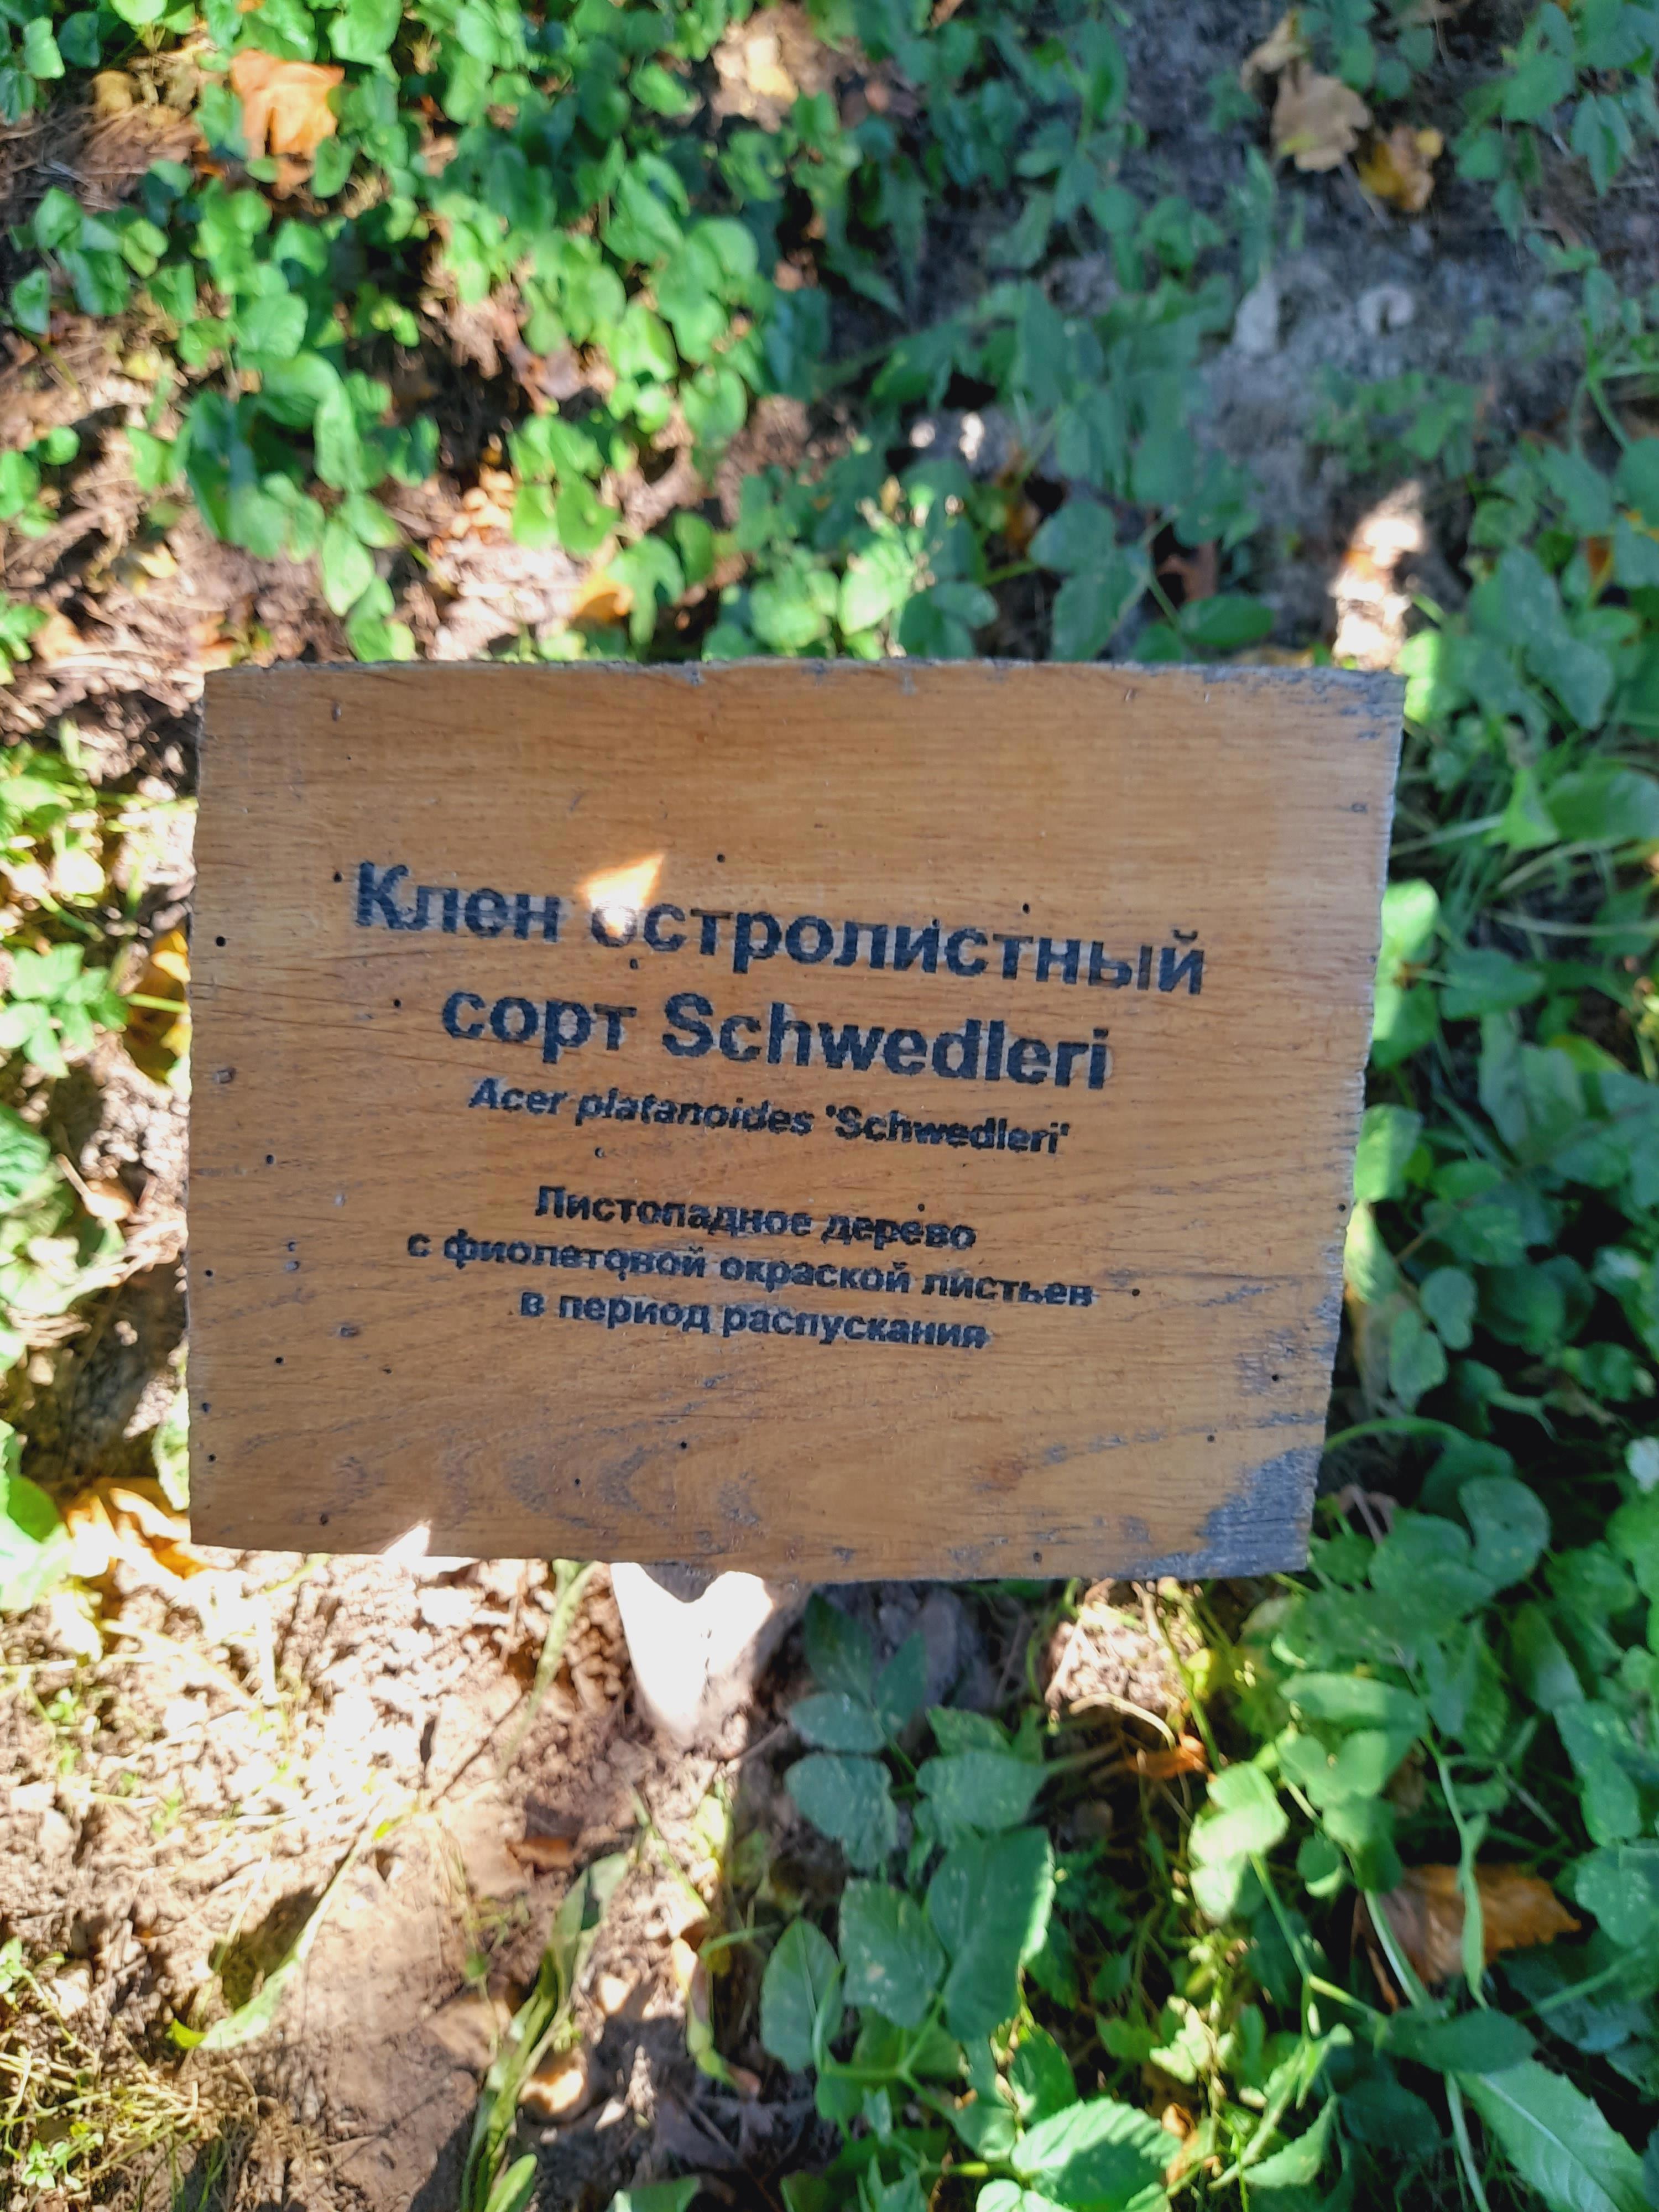 Клен остролистный
сорт Schwedleri
Acer platanoides 'Schwedleri'
Листопадное дерево
с фиолетовой окраской листьев
в период распускания